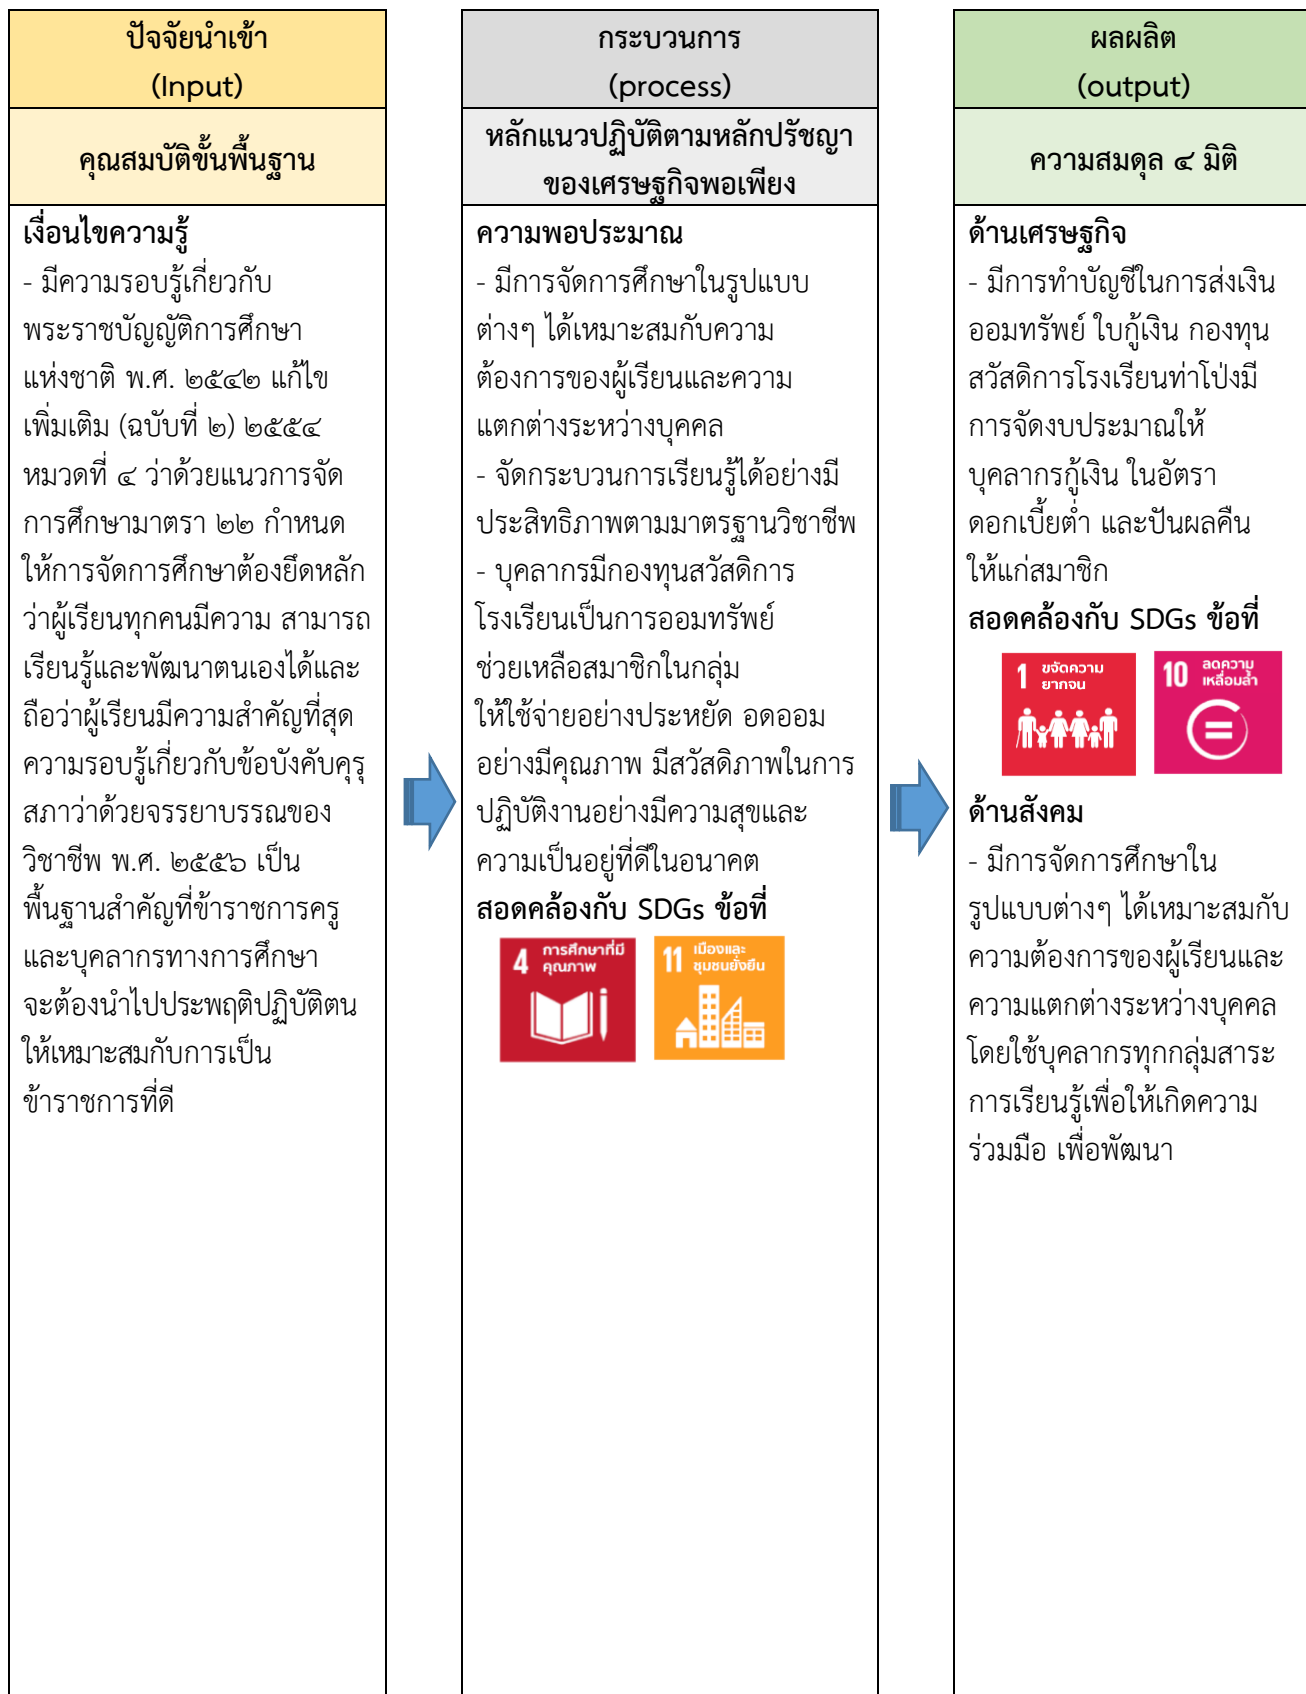 ปัจจัยนำเข้า
(Input)
คุณสมบัติขั้นพื้นฐาน
เงื่อนไขความรู้
- มีความรอบรู้เกี่ยวกับ
พระราชบัญญัติการศึกษา
แห่งชาติ พ.ศ. ๒๕๔๒ แก้ไข
เพิ่มเติม (ฉบับที่ ๒) ๒๕๕๔
หมวดที่ ๔ ว่าด้วยแนวการจัด
การศึกษามาตรา ๒๒ กำหนด
ให้การจัดการศึกษาต้องยึดหลัก
ว่าผู้เรียนทุกคนมีความ สามารถ
เรียนรู้และพัฒนาตนเองได้และ
ถือว่าผู้เรียนมีความสำคัญที่สุด
ความรอบรู้เกี่ยวกับข้อบังคับคุรุ
สภาว่าด้วยจรรยาบรรณของ
วิชาชีพ พ.ศ. ๒๕๕๖ เป็น
พื้นฐานสำคัญที่ข้าราชการครู
และบุคลากรทางการศึกษา
จะต้องนำไปประพฤติปฏิบัติตน
ให้เหมาะสมกับการเป็น
ข้าราชการที่ดี
กระบวนการ
(process)
หลักแนวปฏิบัติตามหลักปรัชญา
ของเศรษฐกิจพอเพียง
ความพอประมาณ
- มีการจัดการศึกษาในรูปแบบ
ต่างๆ ได้เหมาะสมกับความ
ต้องการของผู้เรียนและความ
แตกต่างระหว่างบุคคล
- จัดกระบวนการเรียนรู้ได้อย่างมี
ประสิทธิภาพตามมาตรฐานวิชาชีพ
- บุคลากรมีกองทุนสวัสดิการ
โรงเรียนเป็นการออมทรัพย์
ช่วยเหลือสมาชิกในกลุ่ม
ให้ใช้จ่ายอย่างประหยัด อดออม
อย่างมีคุณภาพ มีสวัสดิภาพในการ
ปฏิบัติงานอย่างมีความสุขและ
ความเป็นอยู่ที่ดีในอนาคต
สอดคล้องกับ SDGs ข้อที่
4 การศึกษาที่มี
คุณภาพ
11 เมืองและ
ชุมชนยั่งยืน
ผลผลิต
(output)
ความสมดุล ๔ มิติ
ด้านเศรษฐกิจ
- มีการทำบัญชีในการส่งเงิน
ออมทรัพย์ ใบกู้เงิน กองทุน
สวัสดิการโรงเรียนท่าโป่งมี
การจัดงบประมาณให้
บุคลากรกู้เงิน ในอัตรา
ดอกเบี้ยต่ำ และปันผลคืน
ให้แก่สมาชิก
สอดคล้องกับ SDGs ข้อที่
1 ขจัดความ
ยากจน
10 ลดความ
เหลื่อมล้ำ
ด้านสังคม
- มีการจัดการศึกษาใน
รูปแบบต่างๆ ได้เหมาะสมกับ
ความต้องการของผู้เรียนและ
ความแตกต่างระหว่างบุคคล
โดยใช้บุคลากรทุกกลุ่มสาระ
การเรียนรู้เพื่อให้เกิดความ
ร่วมมือ เพื่อพัฒนา